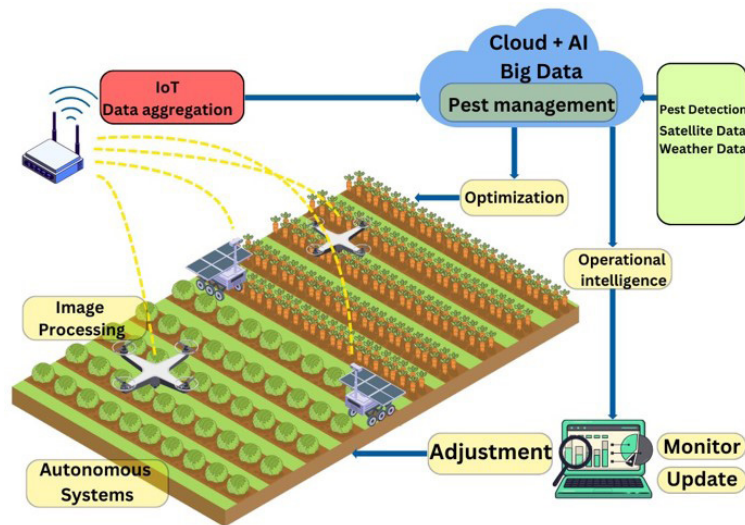 Cloud + AI
Big Data
Pest management
IoT
Data aggregation
Pest Detection
Satellite Data
Weather Data
Optimization
Operational
intelligence
Image
Processing
Autonomous
Systems
Adjustment
Monitor
Update